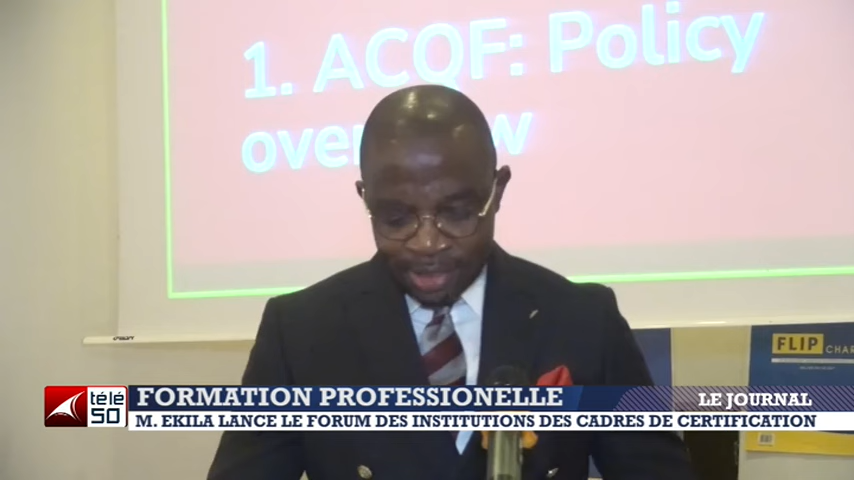 1. ACQF: Policy
FLIP CHAR
télé
50
FORMATION PROFESSIONELLE
LE JOURNAL
M. EKILA LANCE LE FORUM DES INSTITUTIONS DES CADRES DE CERTIFICATION